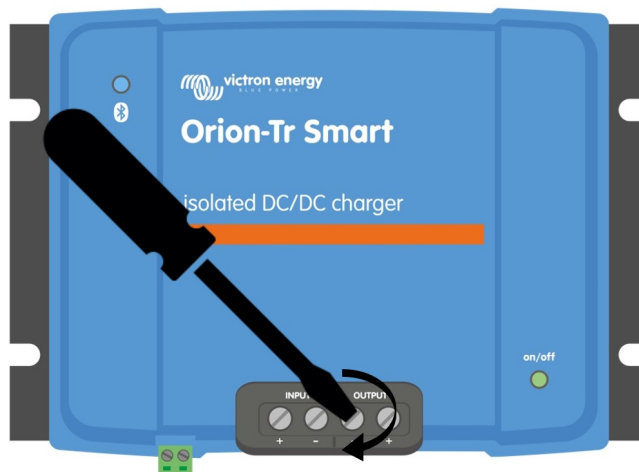 victron energy
BLUE POWER
Orion-Tr Smart
isolated DC/DC charger
on/off
INPUT OUTPUT
+ - - +